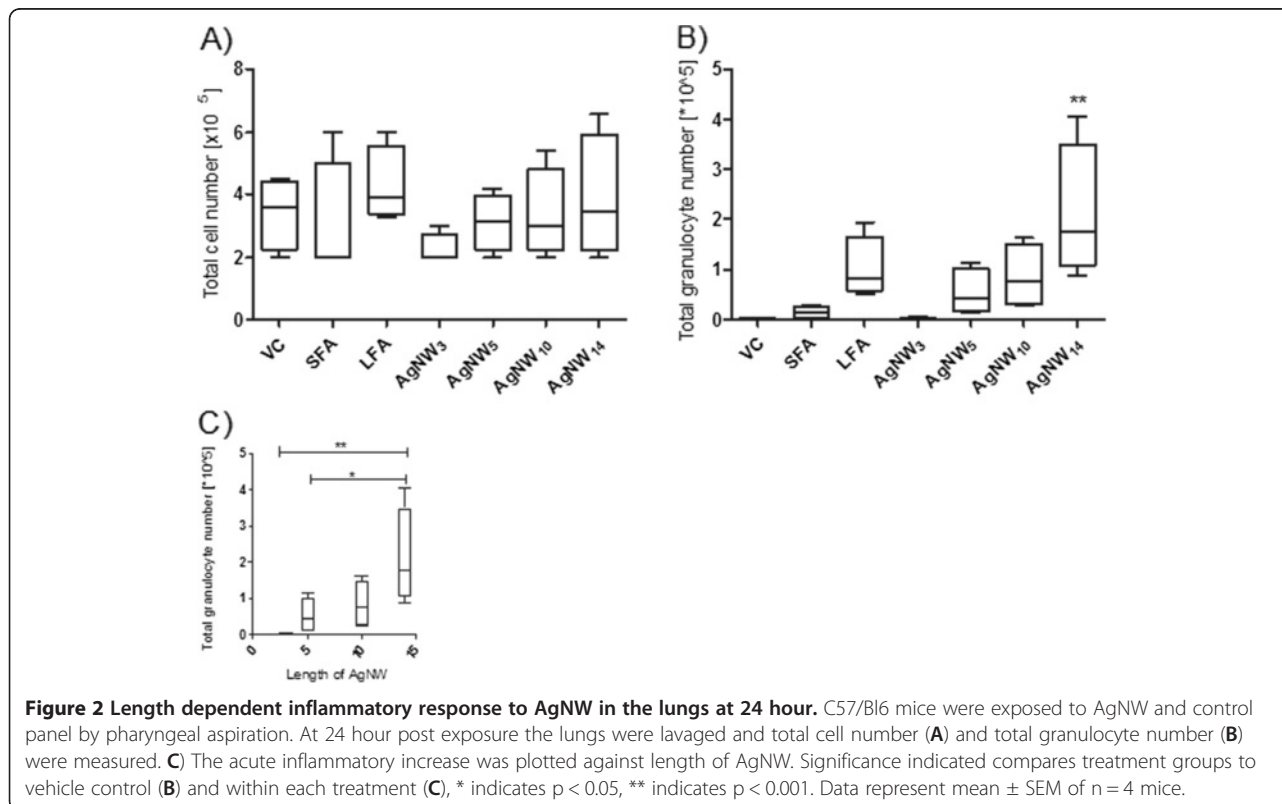 A)
Total cell number [x10 5]
8
6
4
2
0
VC
SFA
LFA
AgNW3
AgNW5
AgNW10
AgNW14
B)
Total granulocyte number [*10^5]
5
4
3
2
1
0
**
VC
SFA
LFA
AgNW3
AgNW5
AgNW10
AgNW14
C)
Total granulocyte number [*10^5]
5
4
3
2
1
0
**
*
0
5
10
15
Length of AgNW
Figure 2 Length dependent inflammatory response to AgNW in the lungs at 24 hour. C57/Bl6 mice were exposed to AgNW and control
panel by pharyngeal aspiration. At 24 hour post exposure the lungs were lavaged and total cell number (A) and total granulocyte number (B)
were measured. C) The acute inflammatory increase was plotted against length of AgNW. Significance indicated compares treatment groups to
vehicle control (B) and within each treatment (C), * indicates p < 0.05, ** indicates p < 0.001. Data represent mean ± SEM of n = 4 mice.